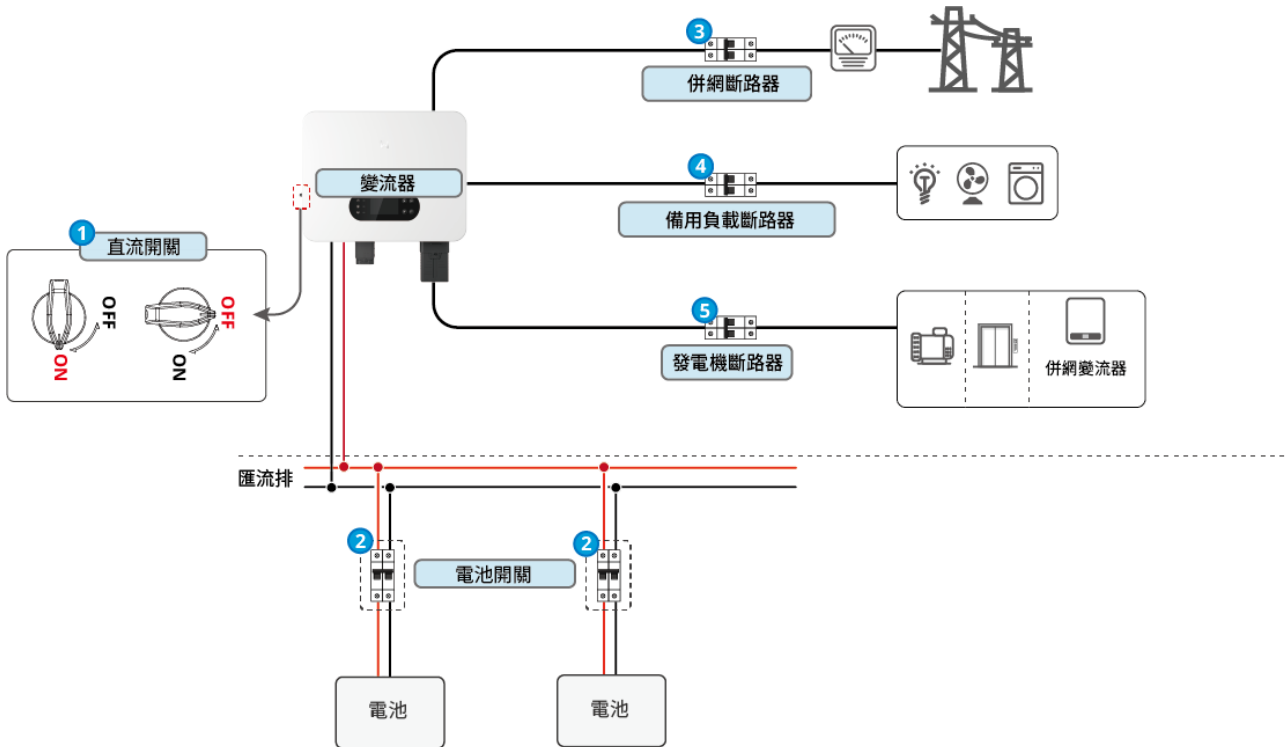 3
併網斷路器
變流器
4
備用負載斷路器
1
直流開關
ON
OFF
OFF
ON
5
發電機斷路器
併網變流器
匯流排
2
2
電池開關
電池
電池